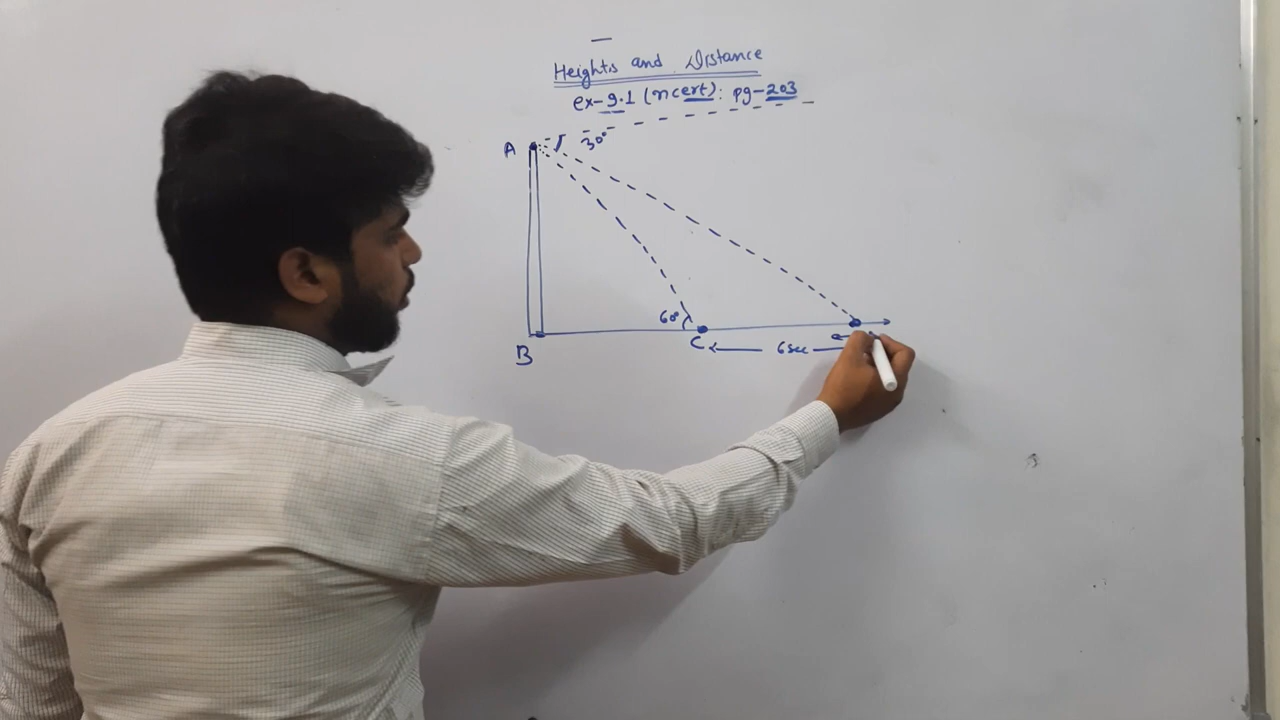 Heights and Distance
ex-9.1 (ncert): pg-203
A 30°
60°
B C 6sec